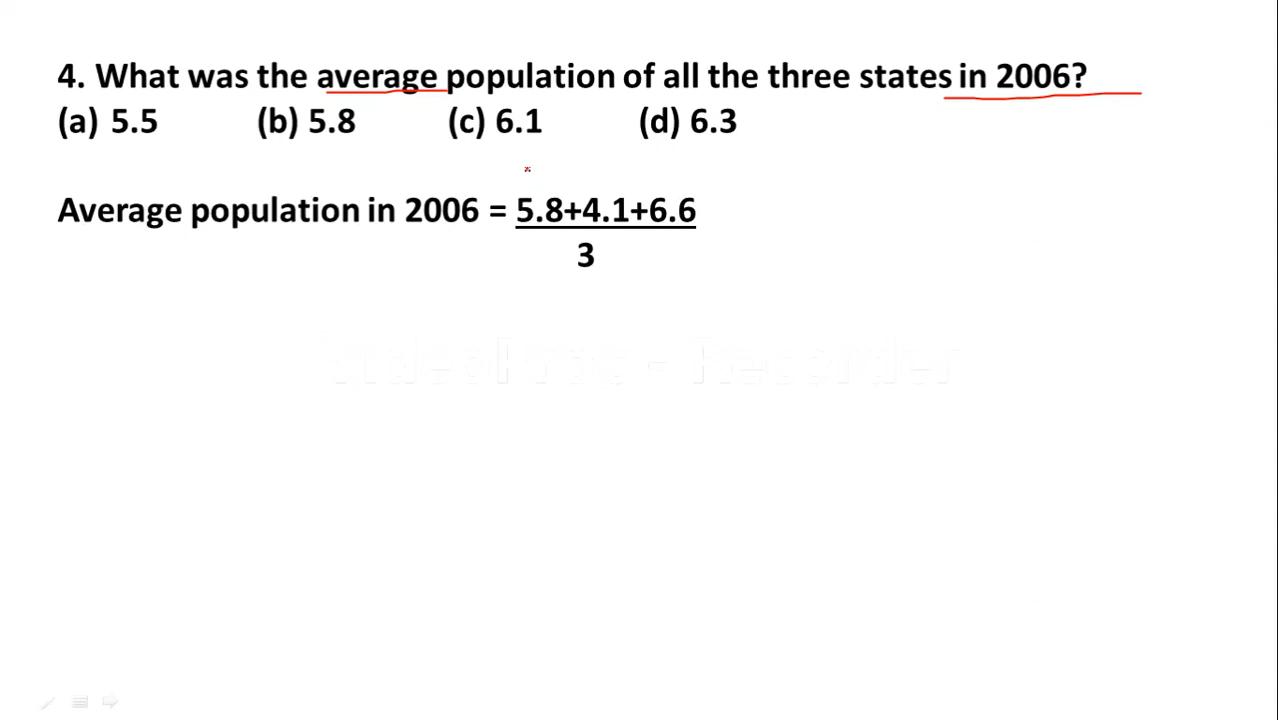 4. What was the average population of all the three states in 2006?
(a) 5.5 (b) 5.8 (c) 6.1 (d) 6.3
Average population in 2006 = 5.8+4.1+6.6
3
- Recorder